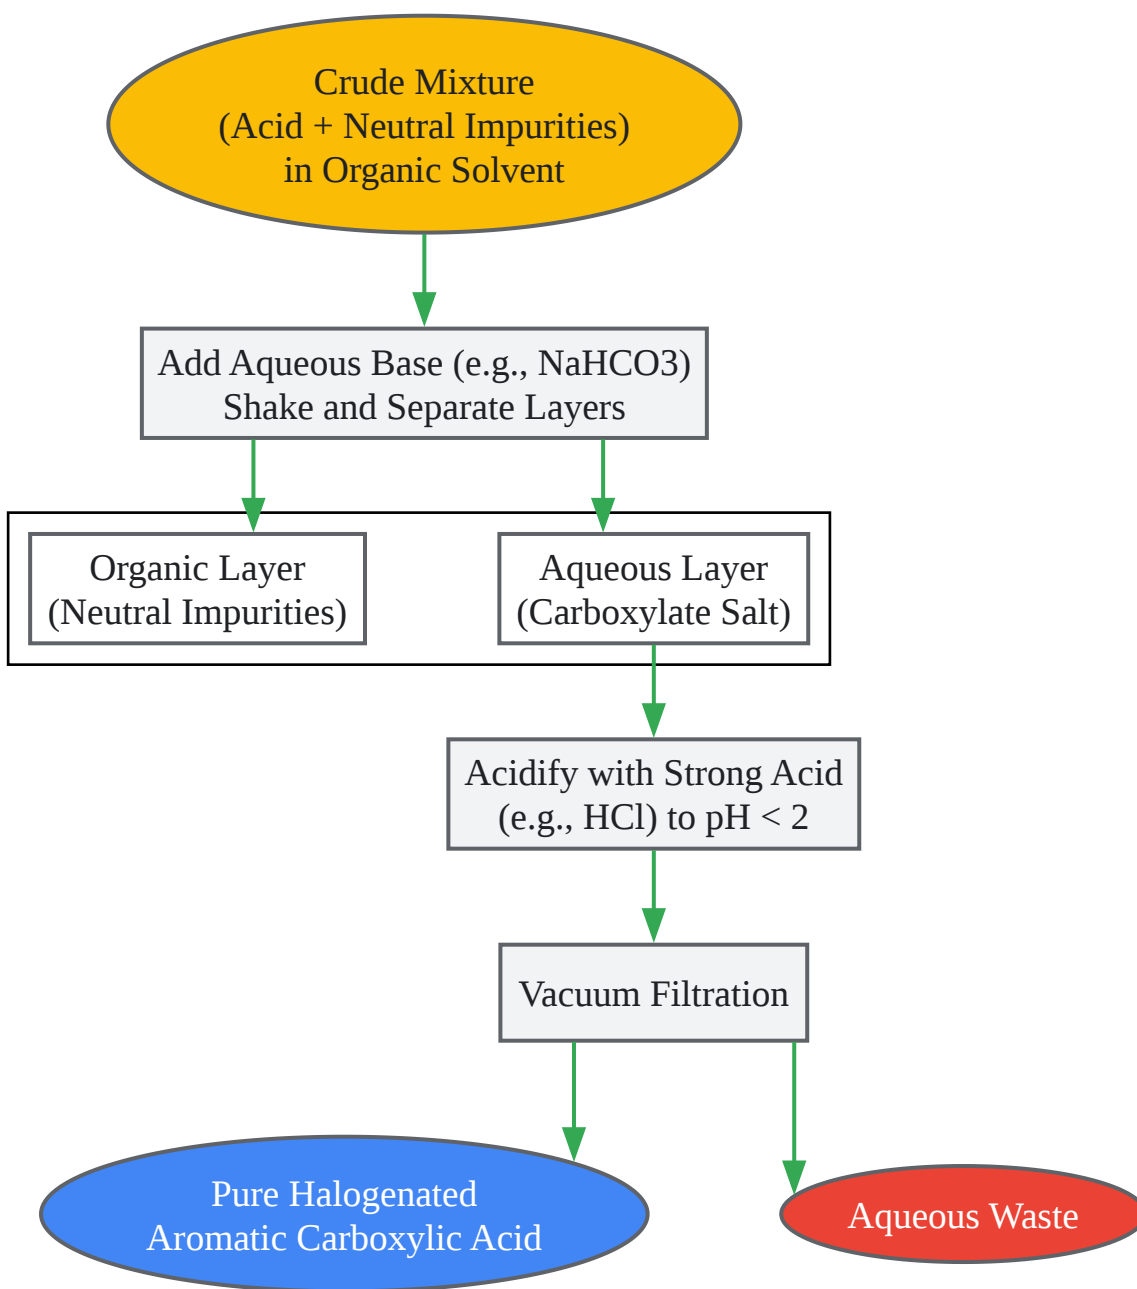 Crude Mixture
(Acid + Neutral Impurities)
in Organic Solvent
Add Aqueous Base (e.g., NaHCO3)
Shake and Separate Layers
Organic Layer
(Neutral Impurities)
Aqueous Layer
(Carboxylate Salt)
Acidify with Strong Acid
(e.g., HCl) to pH < 2
Vacuum Filtration
Pure Halogenated
Aromatic Carboxylic Acid
Aqueous Waste